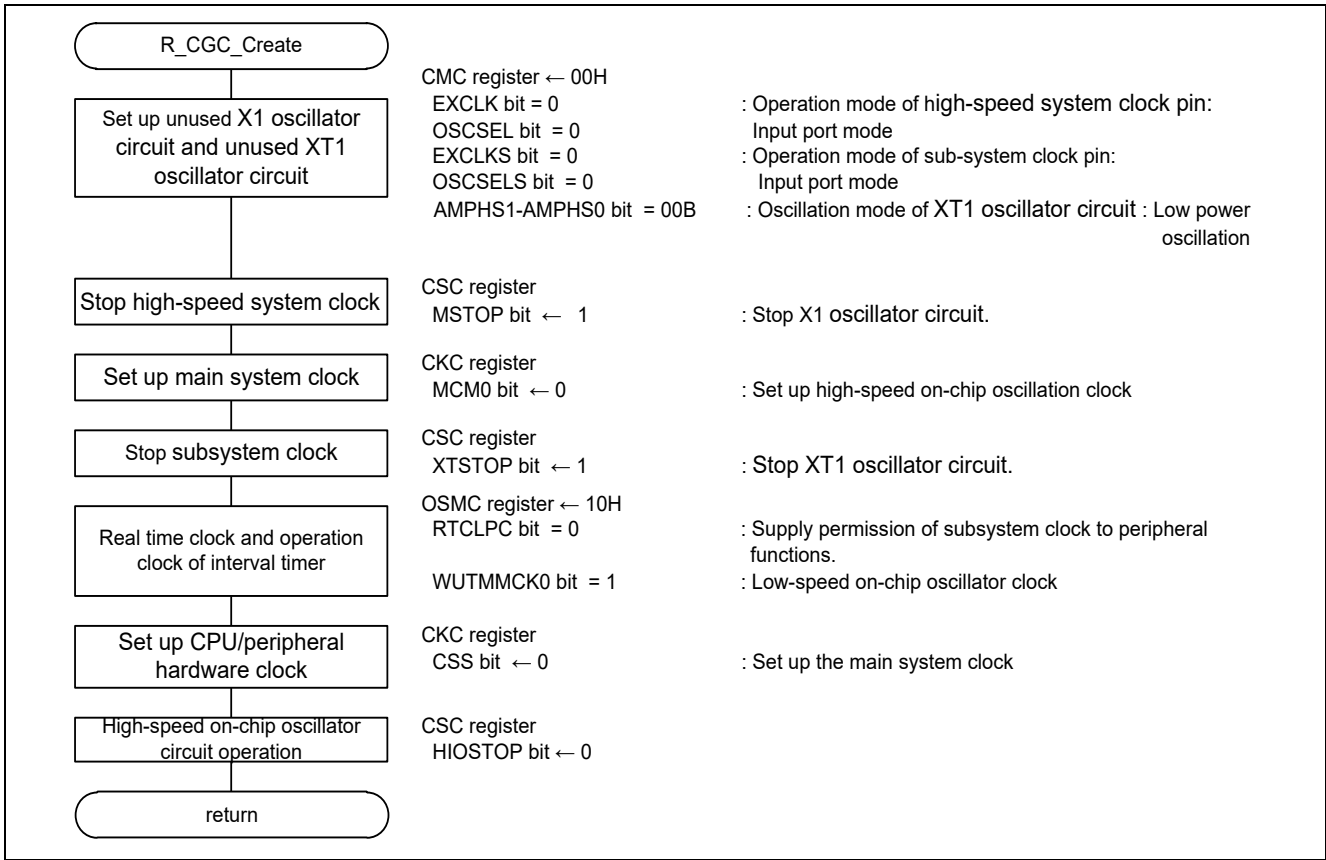 R_CGC_Create
Set up unused X1 oscillator
circuit and unused XT1
oscillator circuit
CMC register ← 00H
EXCLK bit = 0 : Operation mode of high-speed system clock pin:
OSCSEL bit = 0 Input port mode
EXCLKS bit = 0 : Operation mode of sub-system clock pin:
OSCSELS bit = 0 Input port mode
AMPHS1-AMPHS0 bit = 00B : Oscillation mode of XT1 oscillator circuit : Low power
oscillation
Stop high-speed system clock
CSC register
MSTOP bit ← 1 : Stop X1 oscillator circuit.
Set up main system clock
CKC register
MCM0 bit ← 0 : Set up high-speed on-chip oscillation clock
Stop subsystem clock
CSC register
XTSTOP bit ← 1 : Stop XT1 oscillator circuit.
Real time clock and operation
clock of interval timer
OSMC register ← 10H
RTCLPC bit = 0 : Supply permission of subsystem clock to peripheral
functions.
WUTMMCK0 bit = 1 : Low-speed on-chip oscillator clock
Set up CPU/peripheral
hardware clock
CKC register
CSS bit ← 0 : Set up the main system clock
High-speed on-chip oscillator
circuit operation
CSC register
HIOSTOP bit ← 0
return